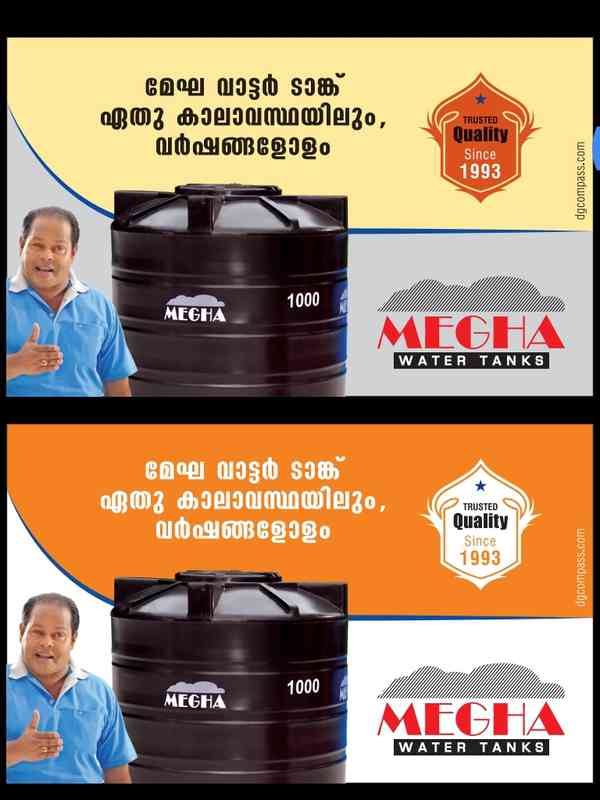 മേഘ വാട്ടർ ടാങ്ക്
ഏതു കാലാവസ്ഥയിലും,
വർഷങ്ങളോളം
TRUSTED
Quality
Since
1993
dgcompass.com
MEGHA
1000
MEGHA
WATER TANKS
മേഘ വാട്ടർ ടാങ്ക്
ഏതു കാലാവസ്ഥയിലും,
വർഷങ്ങളോളം
TRUSTED
Quality
Since
1993
dgcompass.com
MEGHA
1000
MEGHA
WATER TANKS